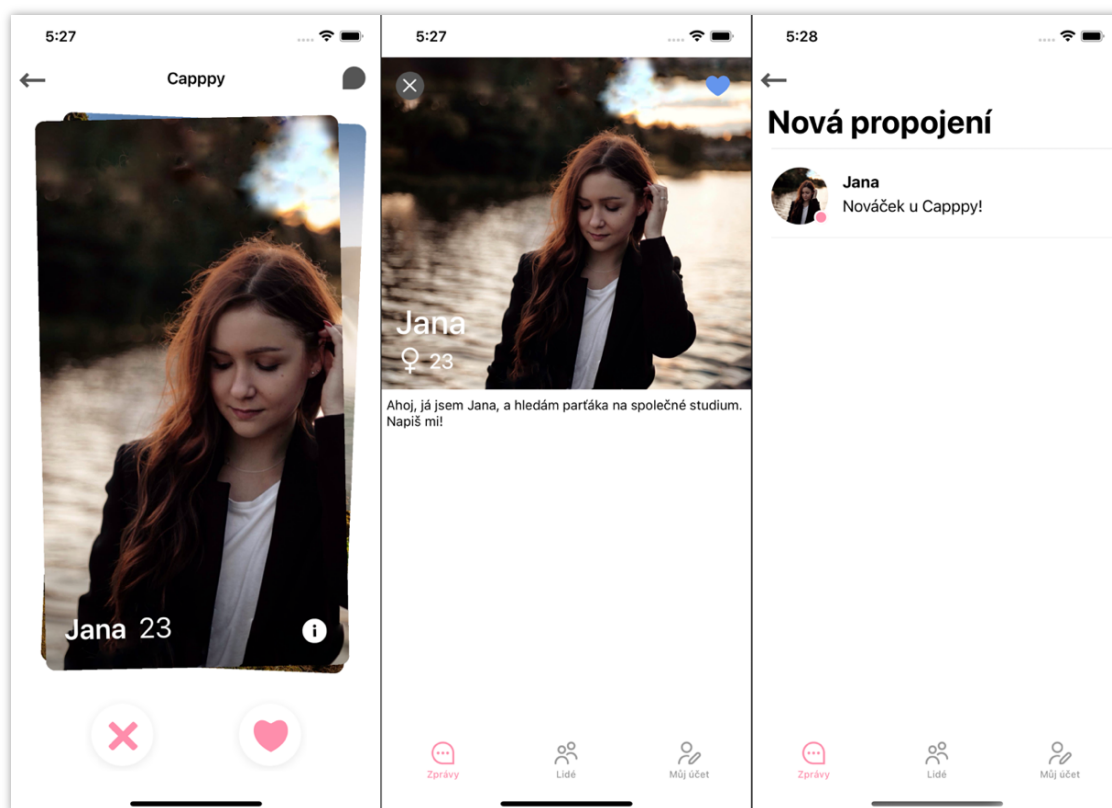 5:27
Capppy
Jana 23
5:27
Jana
23
Ahoj, já jsem Jana, a hledám parťáka na společné studium.
Napiš mi!
Zprávy
Lidé
Můj účet
5:28
Nová propojení
Jana
Nováček u Capppy!
Zprávy
Lidé
Můj účet